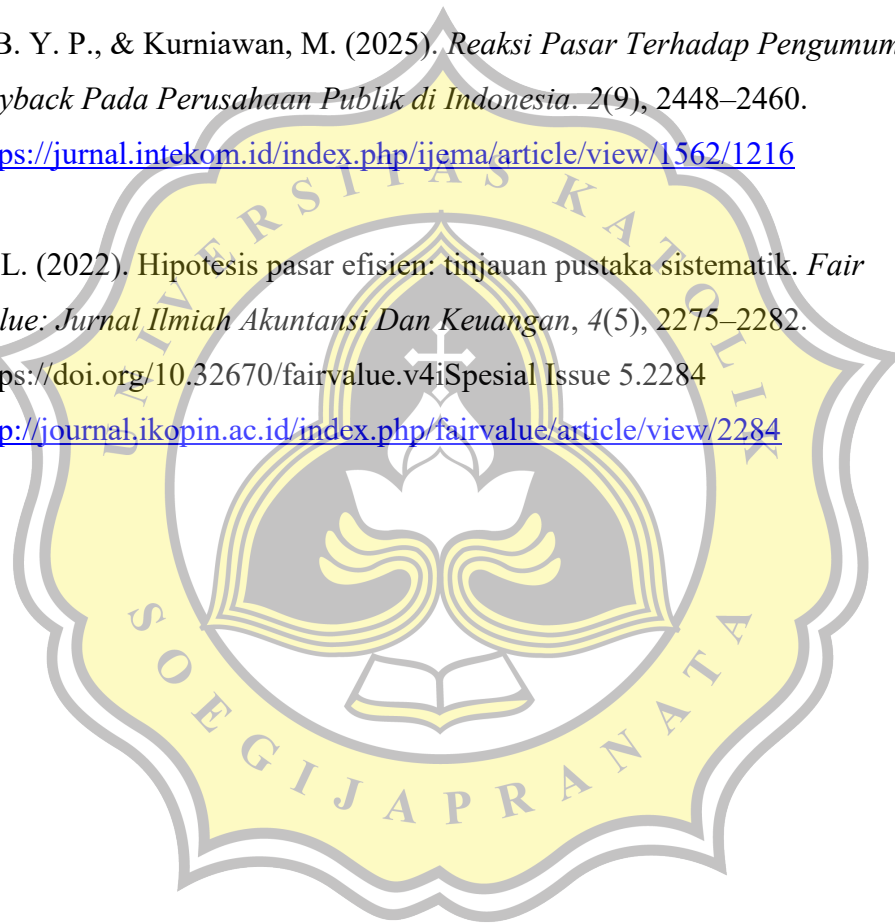 B. Y. P., & Kurniawan, M. (2025). Reaksi Pasar Terhadap Pengumum
yback Pada Perusahaan Publik di Indonesia. 2(9), 2448–2460.
ps://jurnal.intekom.id/index.php/ijema/article/view/1562/1216
L. (2022). Hipotesis pasar efisien: tinjauan pustaka sistematik. Fair
lue: Jurnal Ilmiah Akuntansi Dan Keuangan, 4(5), 2275–2282.
ps://doi.org/10.32670/fairvalue.v4iSpesial Issue 5.2284
p://journal.ikopin.ac.id/index.php/fairvalue/article/view/2284
UNIVERSITAS KATOLIK
SOEGIJAPRANATA